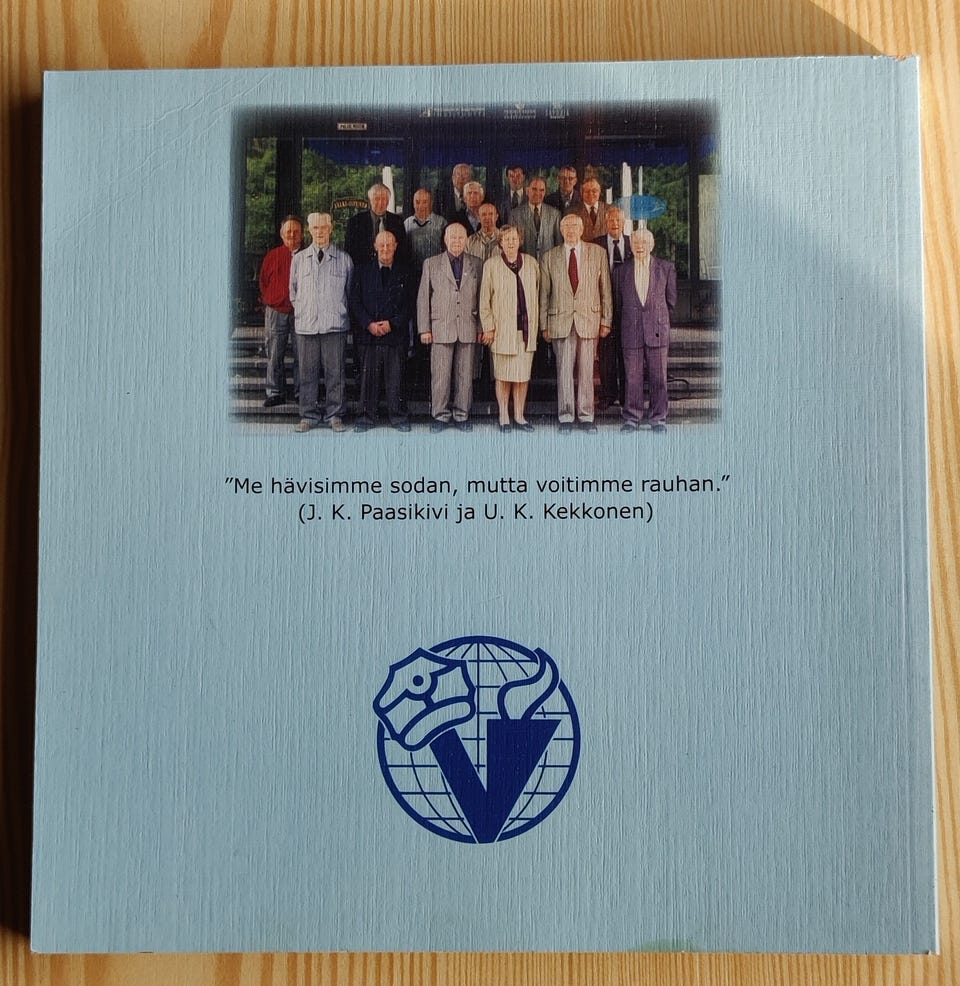 ”Me hävisimme sodan, mutta voitimme rauhan.”
(J. K. Paasikivi ja U. K. Kekkonen)
V